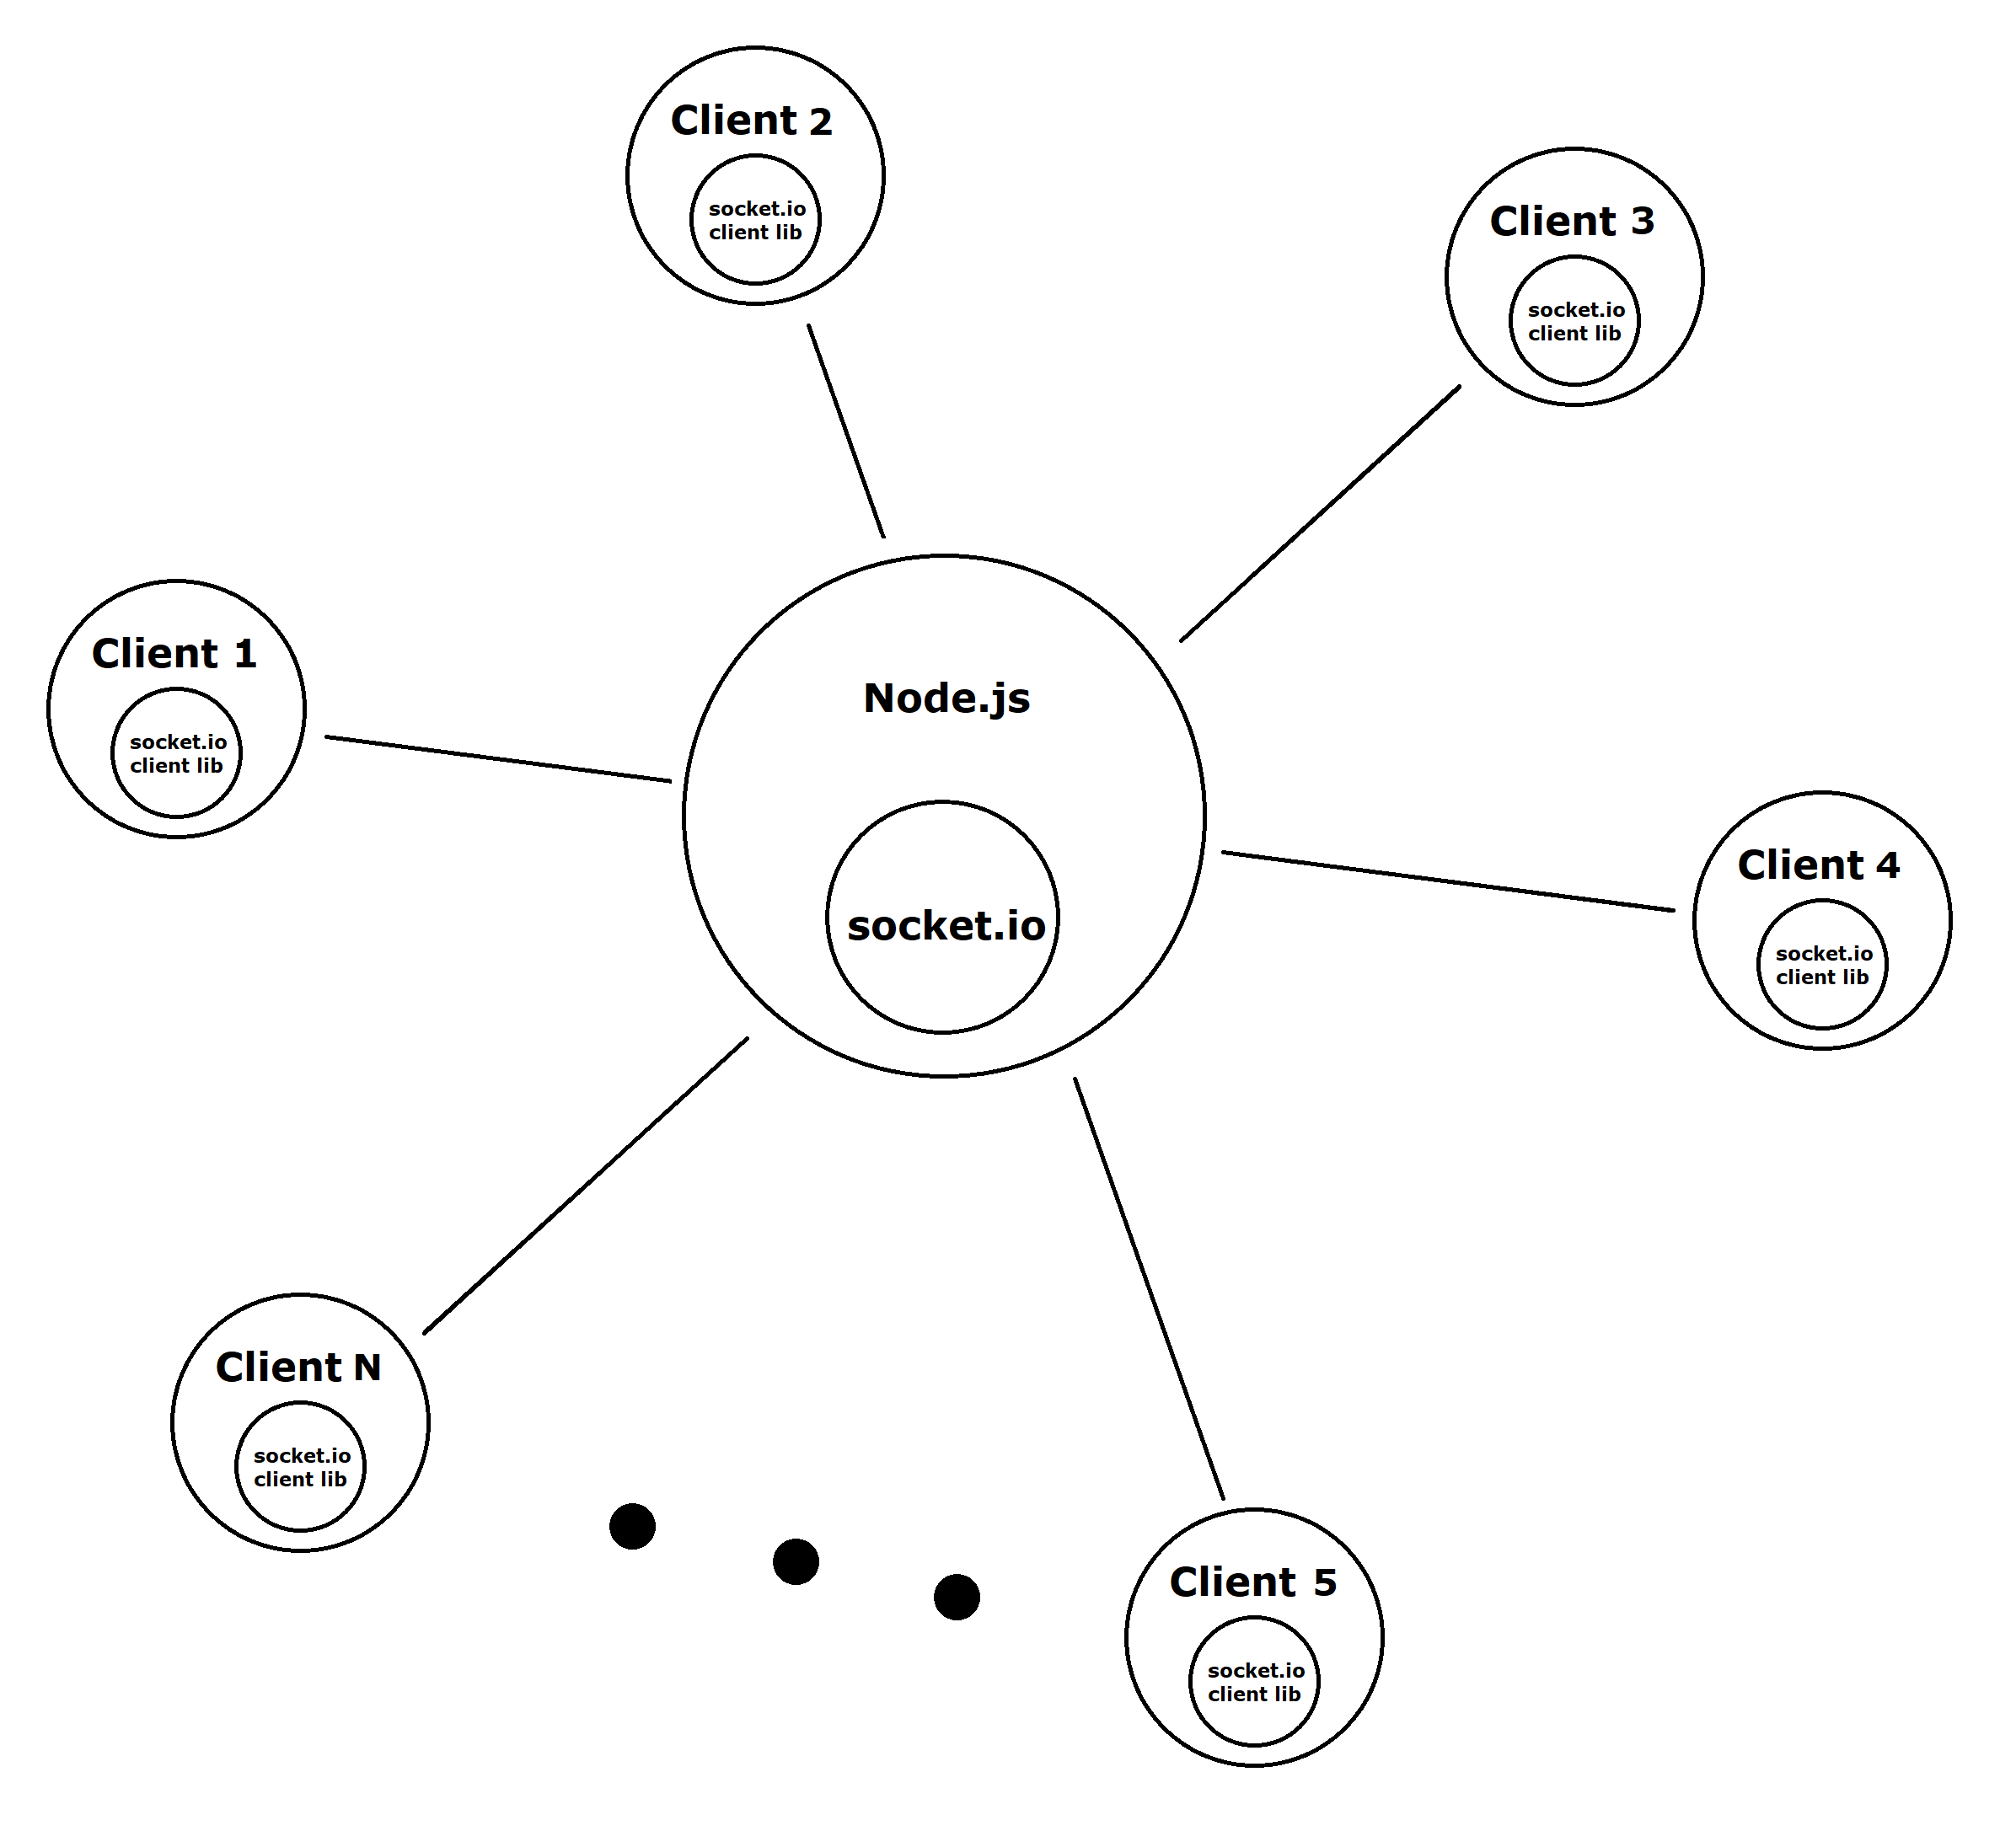 Client 2
socket.io
client lib
Client 3
socket.io
client lib
Client 1
socket.io
client lib
Node.js
socket.io
Client 4
socket.io
client lib
Client N
socket.io
client lib
Client 5
socket.io
client lib